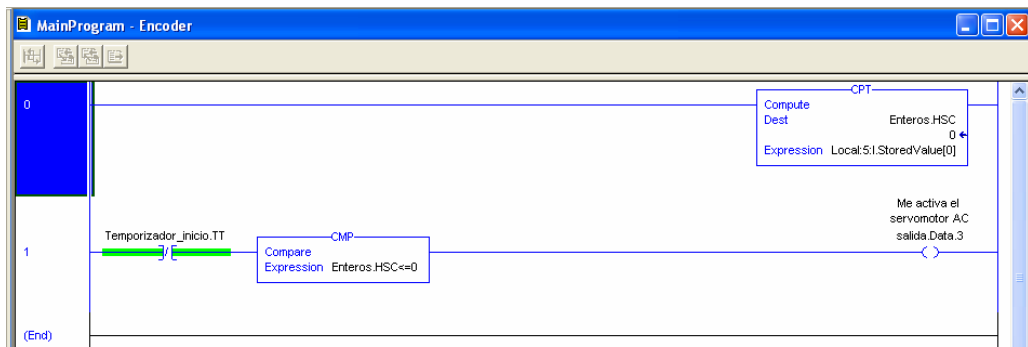 MainProgram - Encoder
0
CPT
Compute
Dest Enteros.HSC
0
Expression Local:5:I.StoredValue[0]
Me activa el
servomotor AC
salida.Data.3
1
Temporizador_inicio.TT
CMP
Compare
Expression Enteros.HSC<=0
(End)